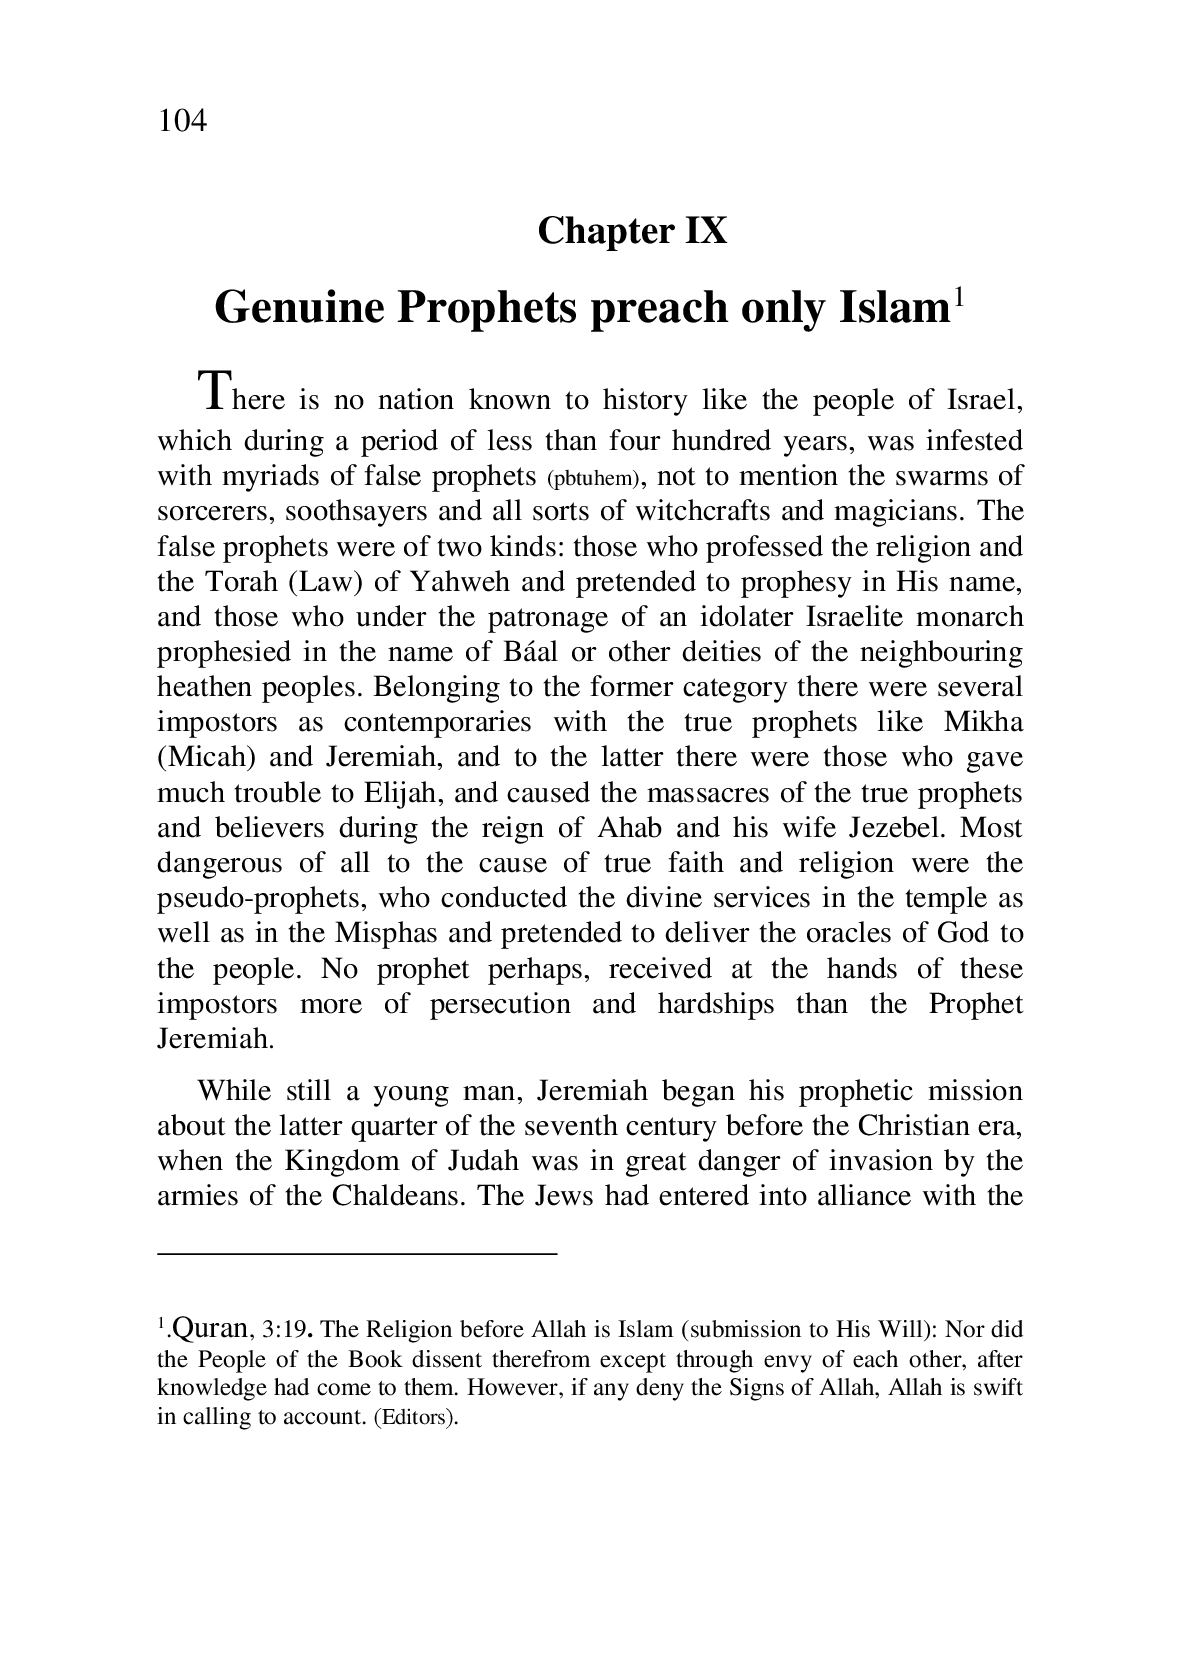 104
Chapter IX
Genuine Prophets preach only Islam1
There is no nation known to history like the people of Israel,
which during a period of less than four hundred years, was infested
with myriads of false prophets (pbtuhem), not to mention the swarms of
sorcerers, soothsayers and all sorts of witchcrafts and magicians. The
false prophets were of two kinds: those who professed the religion and
the Torah (Law) of Yahweh and pretended to prophesy in His name,
and those who under the patronage of an idolater Israelite monarch
prophesied in the name of Báal or other deities of the neighbouring
heathen peoples. Belonging to the former category there were several
impostors as contemporaries with the true prophets like Mikha
(Micah) and Jeremiah, and to the latter there were those who gave
much trouble to Elijah, and caused the massacres of the true prophets
and believers during the reign of Ahab and his wife Jezebel. Most
dangerous of all to the cause of true faith and religion were the
pseudo-prophets, who conducted the divine services in the temple as
well as in the Misphas and pretended to deliver the oracles of God to
the people. No prophet perhaps, received at the hands of these
impostors more of persecution and hardships than the Prophet
Jeremiah.
While still a young man, Jeremiah began his prophetic mission
about the latter quarter of the seventh century before the Christian era,
when the Kingdom of Judah was in great danger of invasion by the
armies of the Chaldeans. The Jews had entered into alliance with the
1.Quran, 3:19. The Religion before Allah is Islam (submission to His Will): Nor did
the People of the Book dissent therefrom except through envy of each other, after
knowledge had come to them. However, if any deny the Signs of Allah, Allah is swift
in calling to account. (Editors).